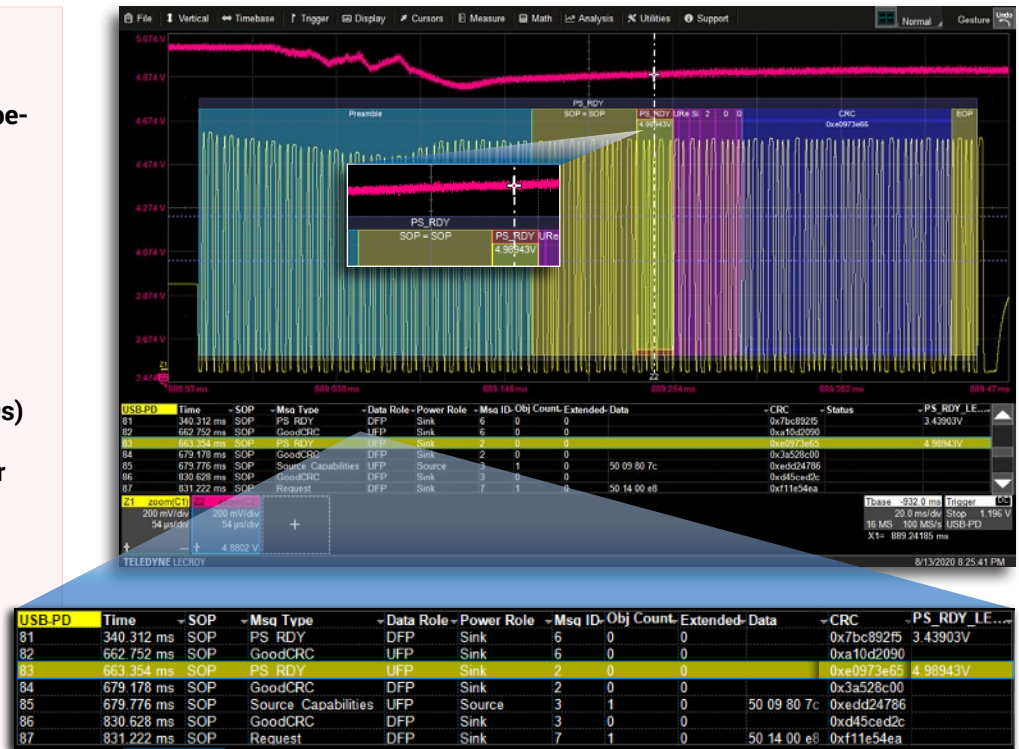 be-
s)
r
File Vertical Timebase Trigger Display Cursors Measure Math Analysis Utilities Support Normal Gesture Undo
5.074 V
4.874 V
4.674 V
4.474 V
4.274 V
4.074 V
2.674 V
PS_RDY
Preamble SOP = SOP PS_RDY URe Si 2 0 0 CRC EOP
4.98943V 0xe0973e65
PS_RDY
SOP = SOP PS_RDY URe
4.98943V
Z1
Z2
888.93 ms 889.038 ms 889.146 ms 889.254 ms 889.362 ms 889.47 ms
USB-PD Time SOP Msg Type Data Role Power Role Msg ID Obj Count Extended Data CRC Status PS_RDY_LE...
81 340.312 ms SOP PS RDY DFP Sink 6 0 0 0x7bc892f5 3.43903V
82 662.752 ms SOP GoodCRC UFP Sink 6 0 0 0xa10d2090
83 663.354 ms SOP PS RDY UFP Sink 2 0 0 0xe0973e65 4.98943V
84 679.178 ms SOP GoodCRC DFP Sink 2 0 0 0x3a528c00
85 679.776 ms SOP Source Capabilities UFP Source 3 1 0 50 09 80 7c 0xedd24786
86 830.628 ms SOP GoodCRC DFP Sink 3 0 0 0xd45ced2c
87 831.222 ms SOP Request DFP Sink 7 1 0 50 14 00 e8 0xf11e54ea
Z1 zoom(C1) Z2 Tbase -932.0 ms Trigger DC
200 mV/div 200 mV/div 20.0 ms/div Stop 1.196 V
54 µs/div 54 µs/div 16 MS 100 MS/s USB-PD
4.8802 V X1= 889.24185 ms
TELEDYNE LECROY 8/13/2020 8:25:41 PM
USB-PD Time SOP Msg Type Data Role Power Role Msg ID Obj Count Extended Data CRC PS_RDY_LE...
81 340.312 ms SOP PS RDY DFP Sink 6 0 0 0x7bc892f5 3.43903V
82 662.752 ms SOP GoodCRC UFP Sink 6 0 0 0xa10d2090
83 663.354 ms SOP PS RDY UFP Sink 2 0 0 0xe0973e65 4.98943V
84 679.178 ms SOP GoodCRC DFP Sink 2 0 0 0x3a528c00
85 679.776 ms SOP Source Capabilities UFP Source 3 1 0 50 09 80 7c 0xedd24786
86 830.628 ms SOP GoodCRC DFP Sink 3 0 0 0xd45ced2c
87 831.222 ms SOP Request DFP Sink 7 1 0 50 14 00 e8 0xf11e54ea